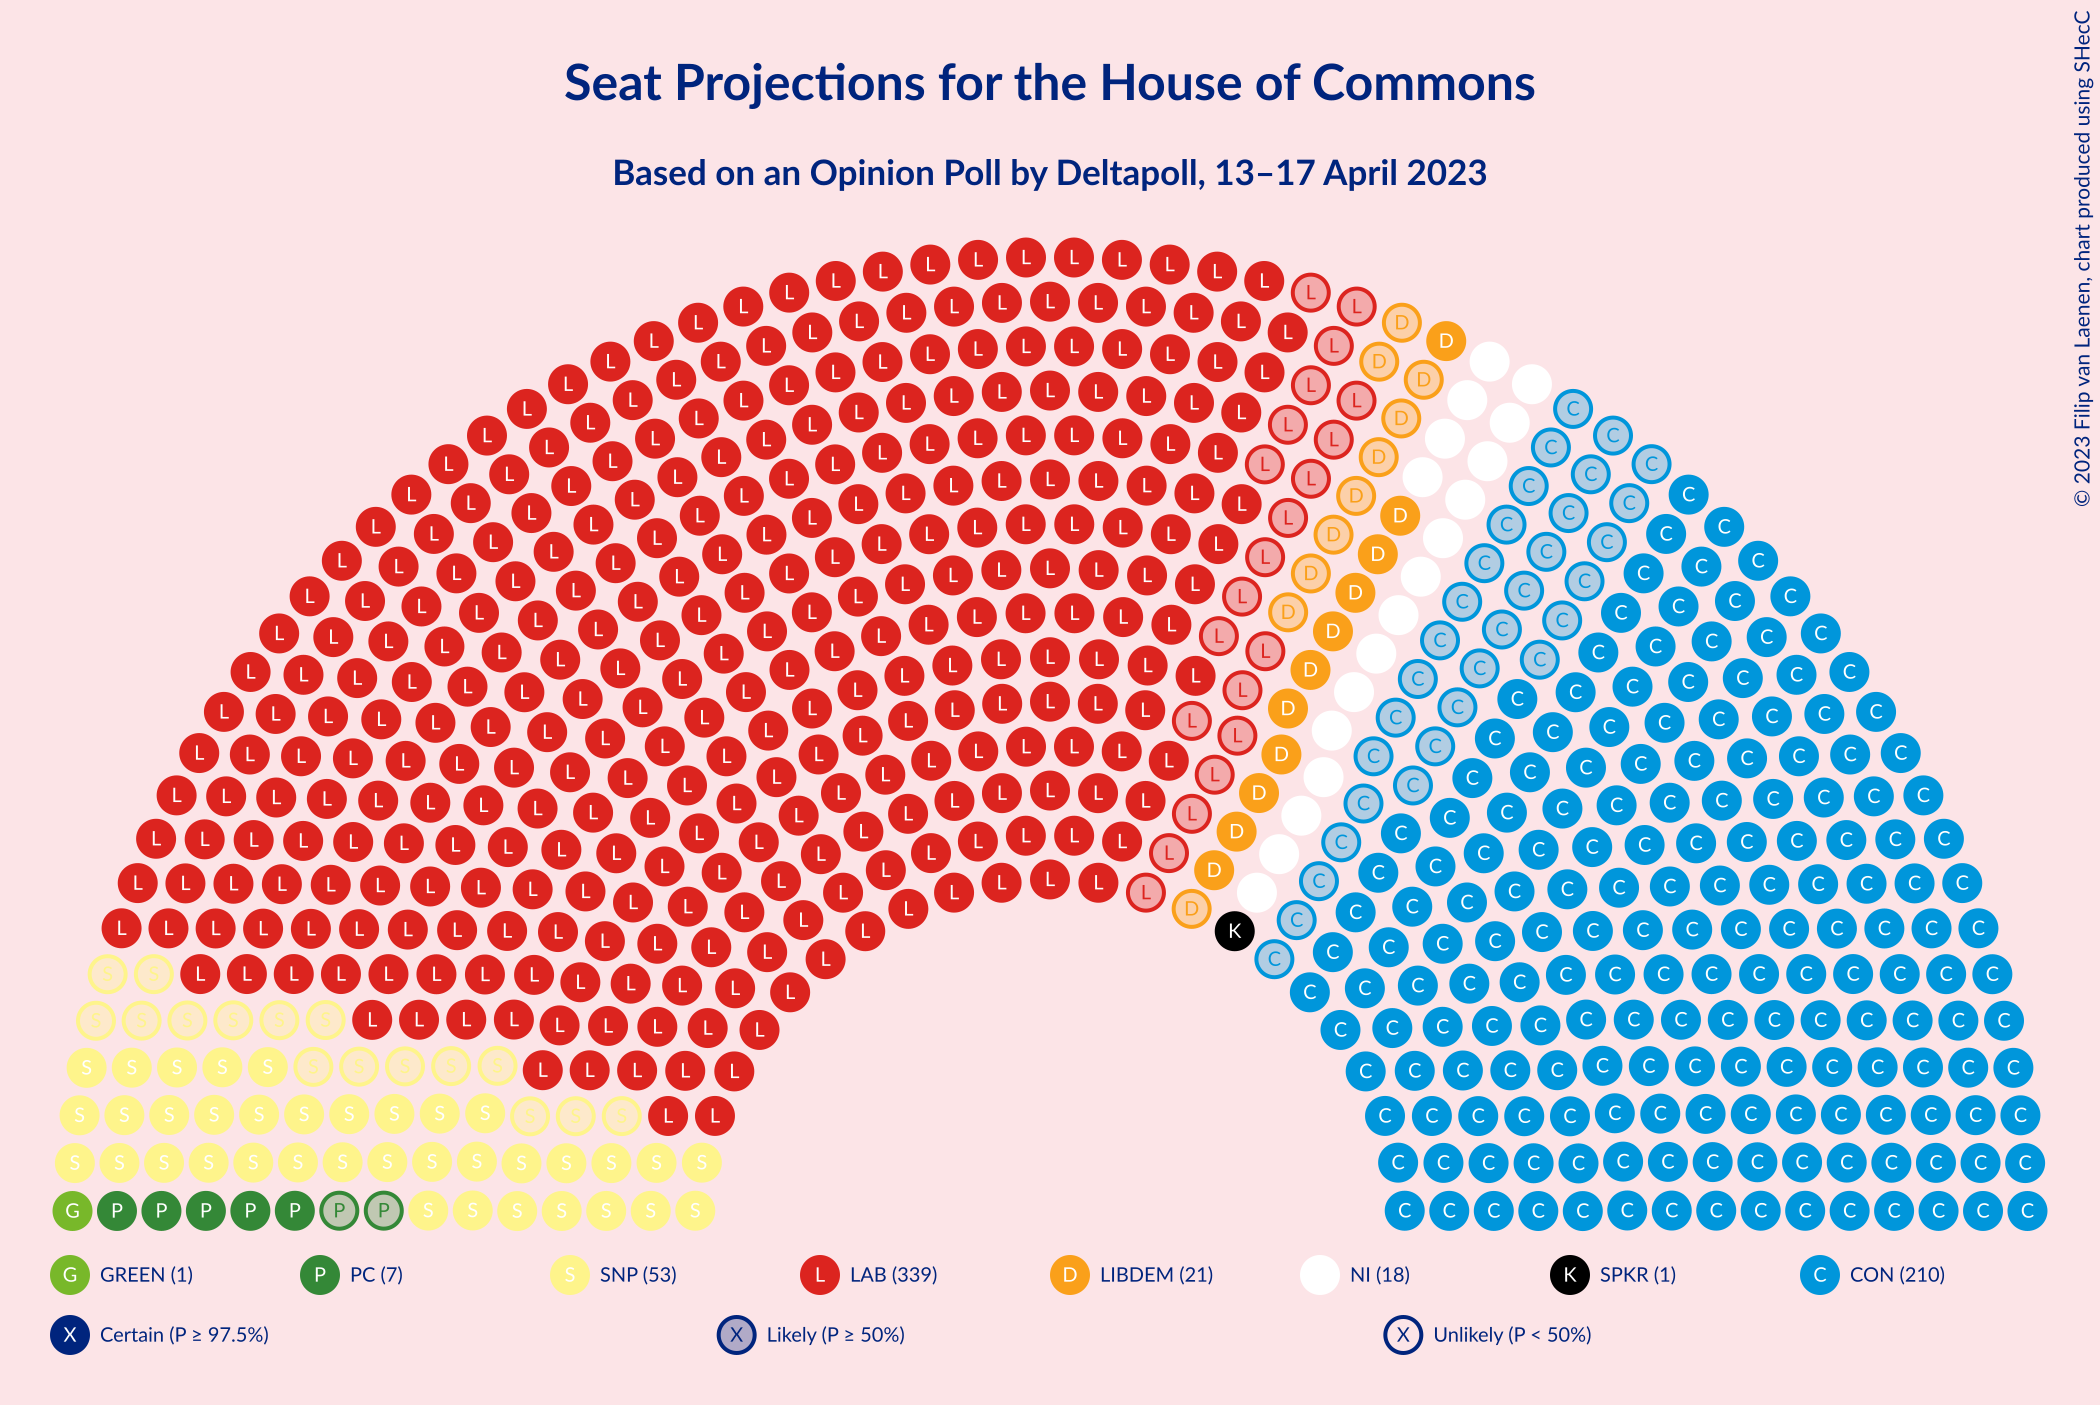 Seat Projections for the House of Commons
Based on an Opinion Poll by Deltapoll, 13–17 April 2023
© 2023 Filip van Laenen, chart produced using SHecC
G GREEN (1) P PC (7) S SNP (53) L LAB (339) D LIBDEM (21) NI (18) K SPKR (1) C CON (210)
X Certain (P ≥ 97.5%) X Likely (P ≥ 50%) X Unlikely (P < 50%)